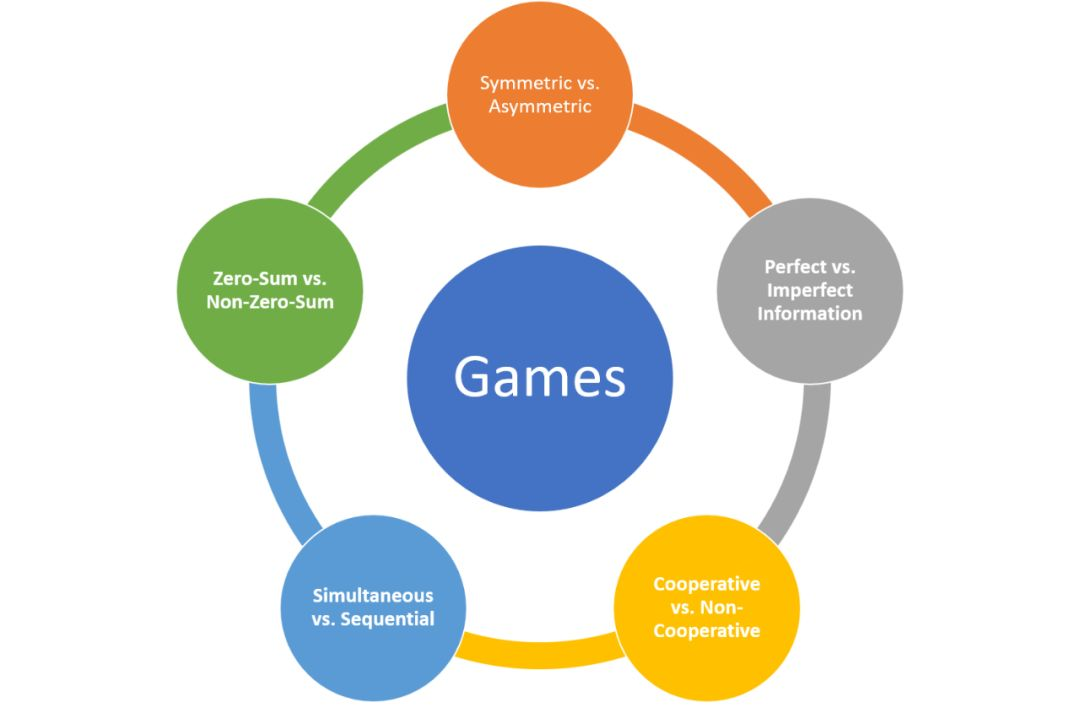 Symmetric vs.
Asymmetric
Perfect vs.
Imperfect
Information
Cooperative
vs. Non-
Cooperative
Simultaneous
vs. Sequential
Zero-Sum vs.
Non-Zero-Sum
Games